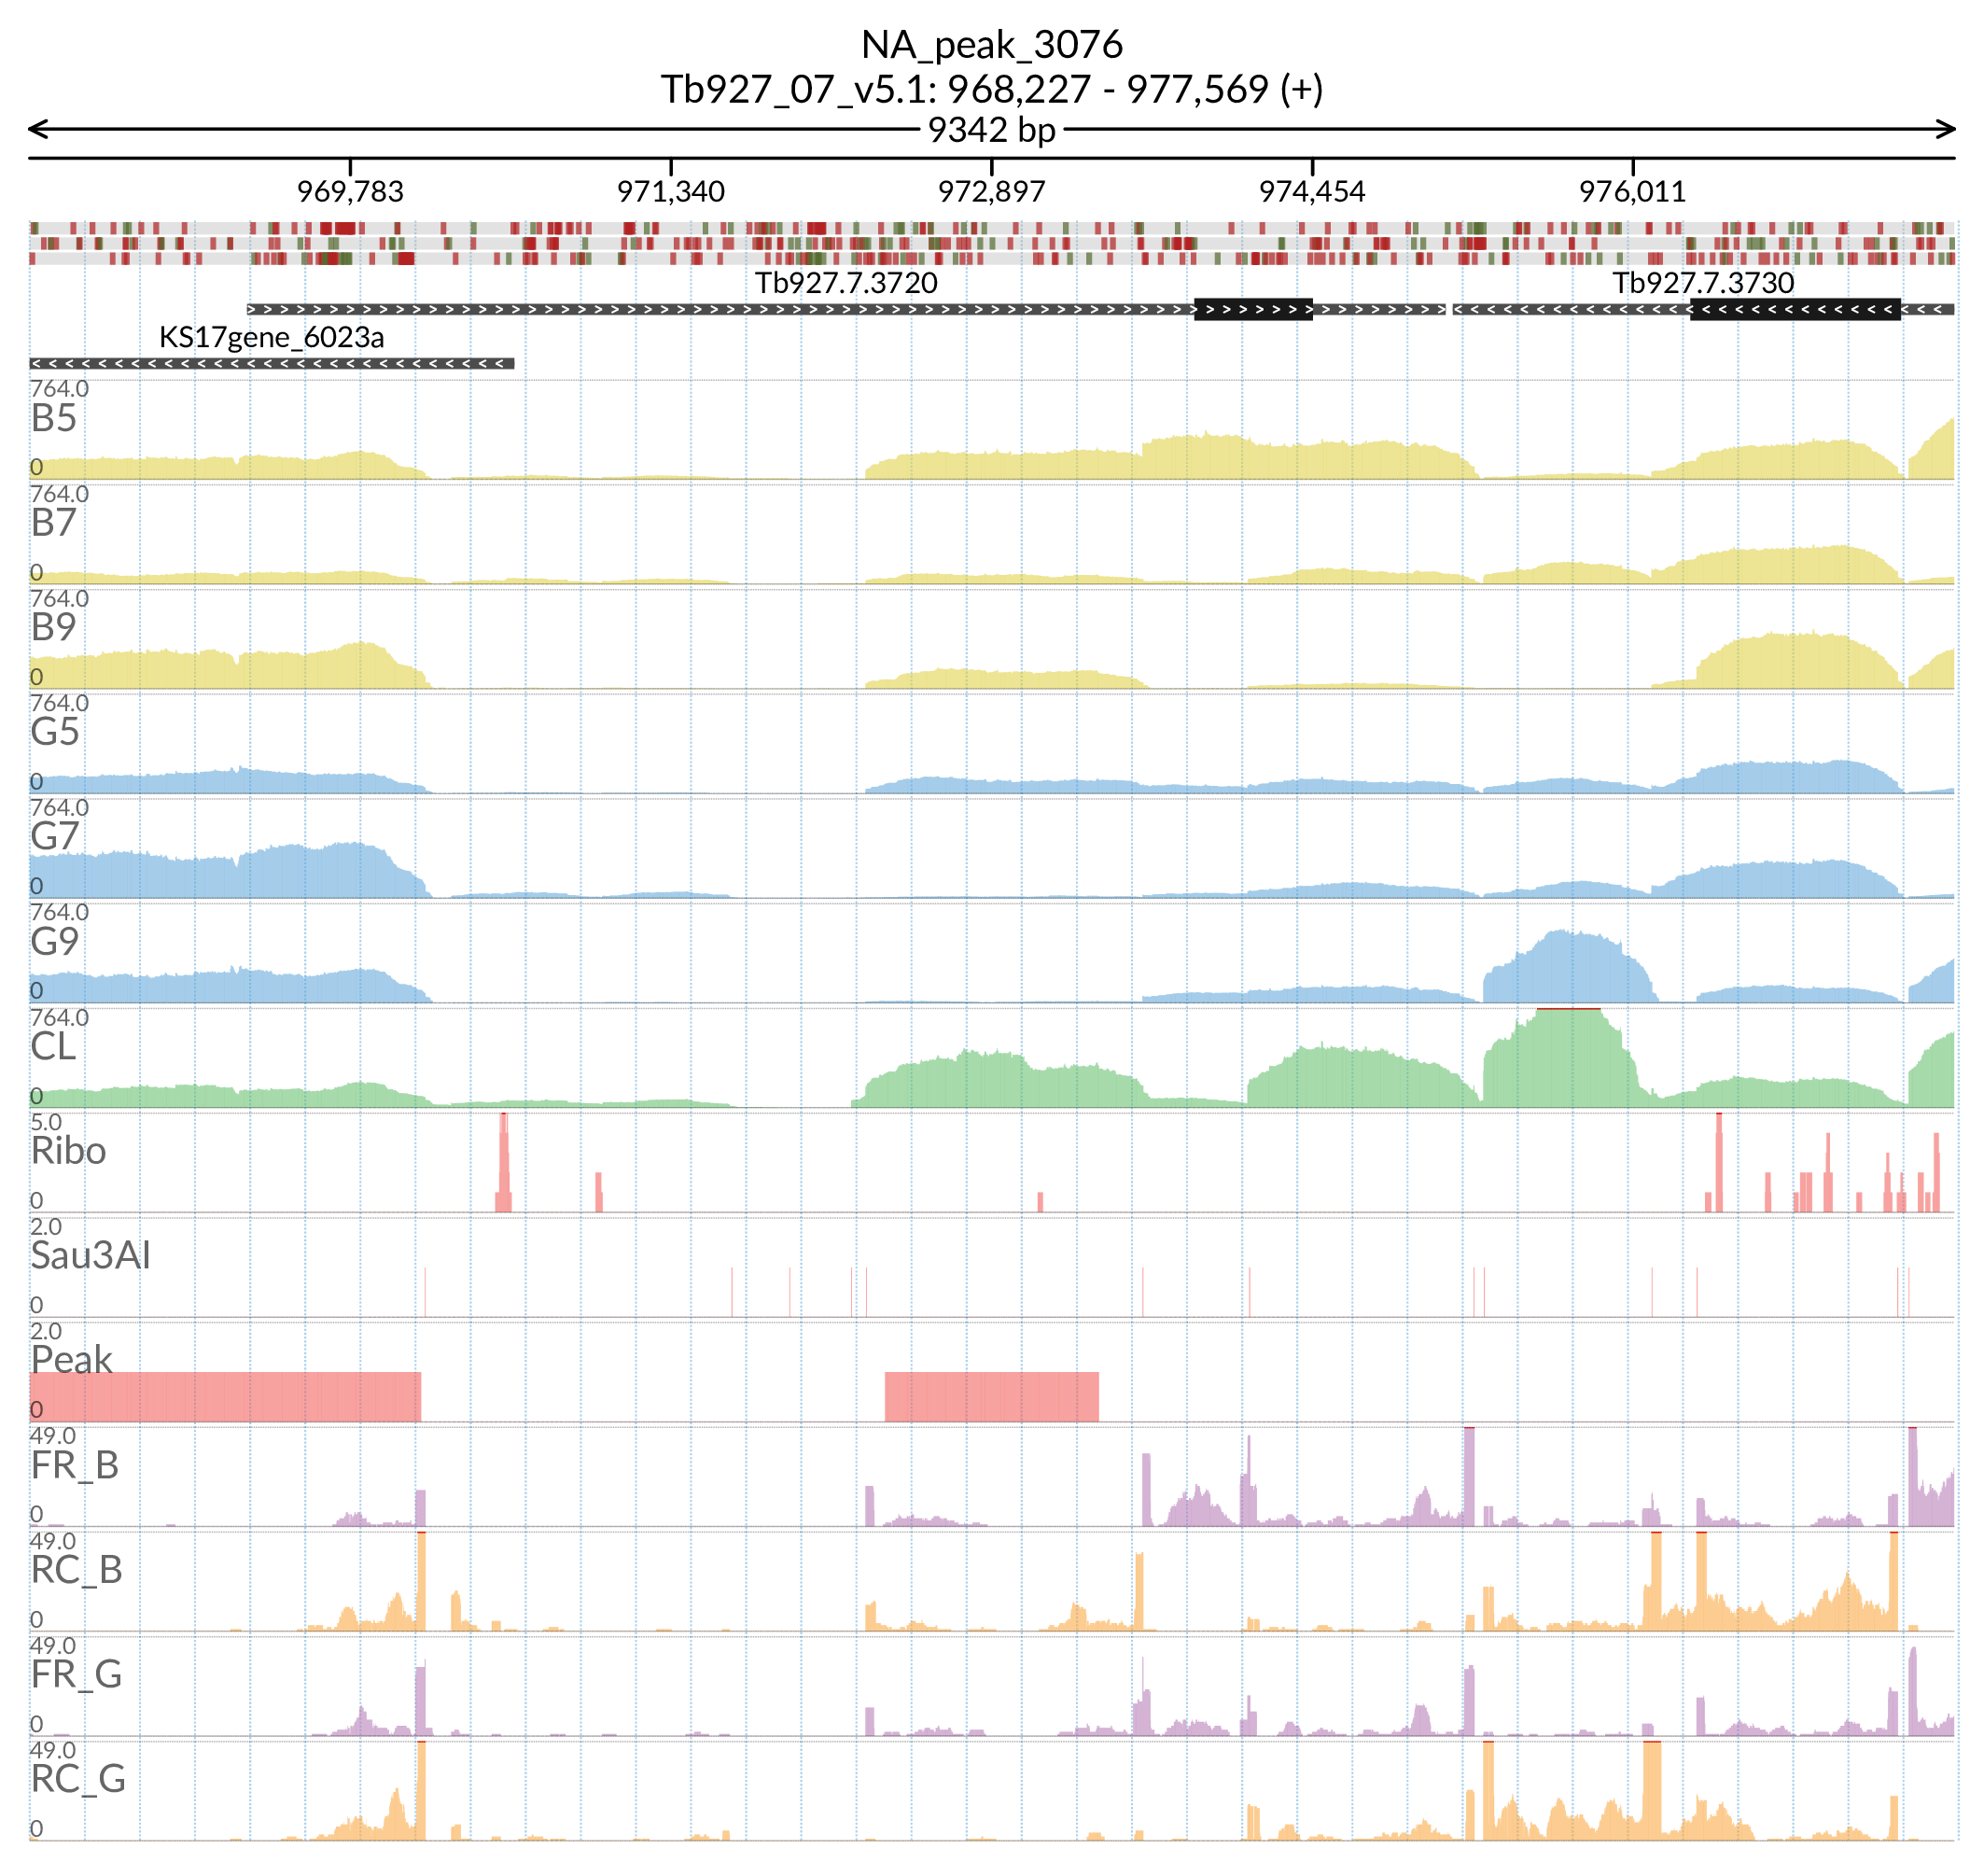 NA_peak_3076
Tb927_07_v5.1: 968,227 - 977,569 (+)
9342 bp
969,783 971,340 972,897 974,454 976,011
Tb927.7.3720 Tb927.7.3730
KS17gene_6023a
764.0
B5
0
764.0
B7
0
764.0
B9
0
764.0
G5
0
764.0
G7
0
764.0
G9
0
764.0
CL
0
5.0
Ribo
0
2.0
Sau3AI
0
2.0
Peak
0
49.0
FR_B
0
49.0
RC_B
0
49.0
FR_G
0
49.0
RC_G
0